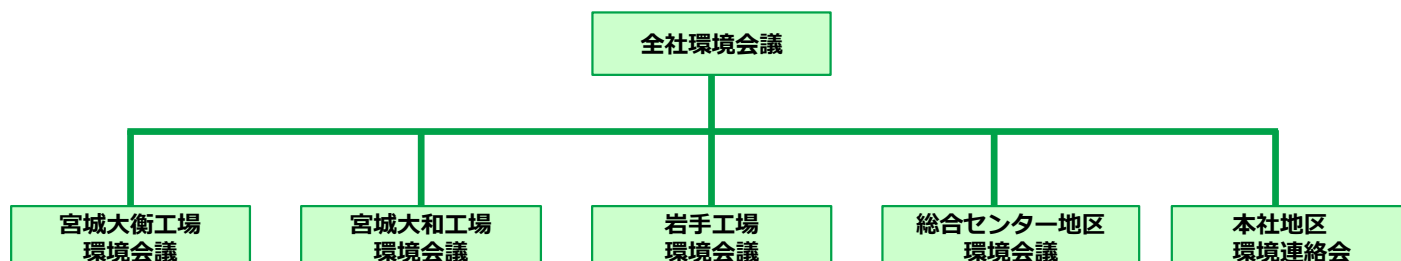 全社環境会議
宮城大衡工場
環境会議
宮城大和工場
環境会議
岩手工場
環境会議
総合センター地区
環境会議
本社地区
環境連絡会